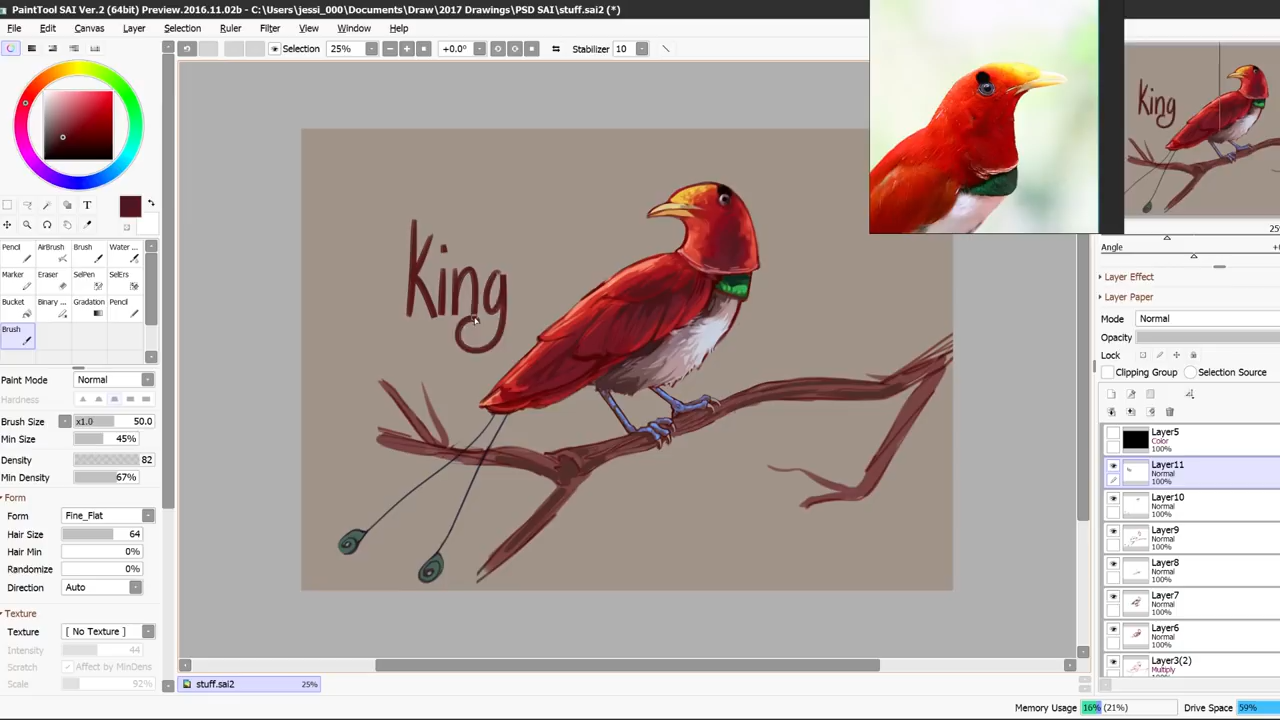 PaintTool SAI Ver.2 (64bit) Preview.2016.11.02b - C:\Users\jessi_000\Documents\Draw\2017 Drawings\PSD SAI\stuff.sai2 (*)
File Edit Canvas Layer Selection Ruler Filter View Window Help
Selection 25% +0.0° Stabilizer 10
T
Pencil AirBrush Brush Water ...
Marker Eraser SelPen SelErs
Bucket Binary ... Gradation Pencil
Brush
Paint Mode Normal
Hardness
Brush Size x1.0 50.0
Min Size 45%
Density 82
Min Density 67%
Form
Form Fine_Flat
Hair Size 64
Hair Min 0%
Randomize 0%
Direction Auto
Texture
Texture [ No Texture ]
Intensity 44
Scratch Affect by MinDens
Scale 92%
King
stuff.sai2 25%
King
Angle
Layer Effect
Layer Paper
Mode Normal
Opacity
Lock
Clipping Group Selection Source
Layer5
Color
100%
Layer11
Normal
100%
Layer10
Normal
100%
Layer9
Normal
100%
Layer8
Normal
100%
Layer7
Normal
100%
Layer6
Normal
100%
Layer3(2)
Multiply
Memory Usage 16% (21%) Drive Space 59%